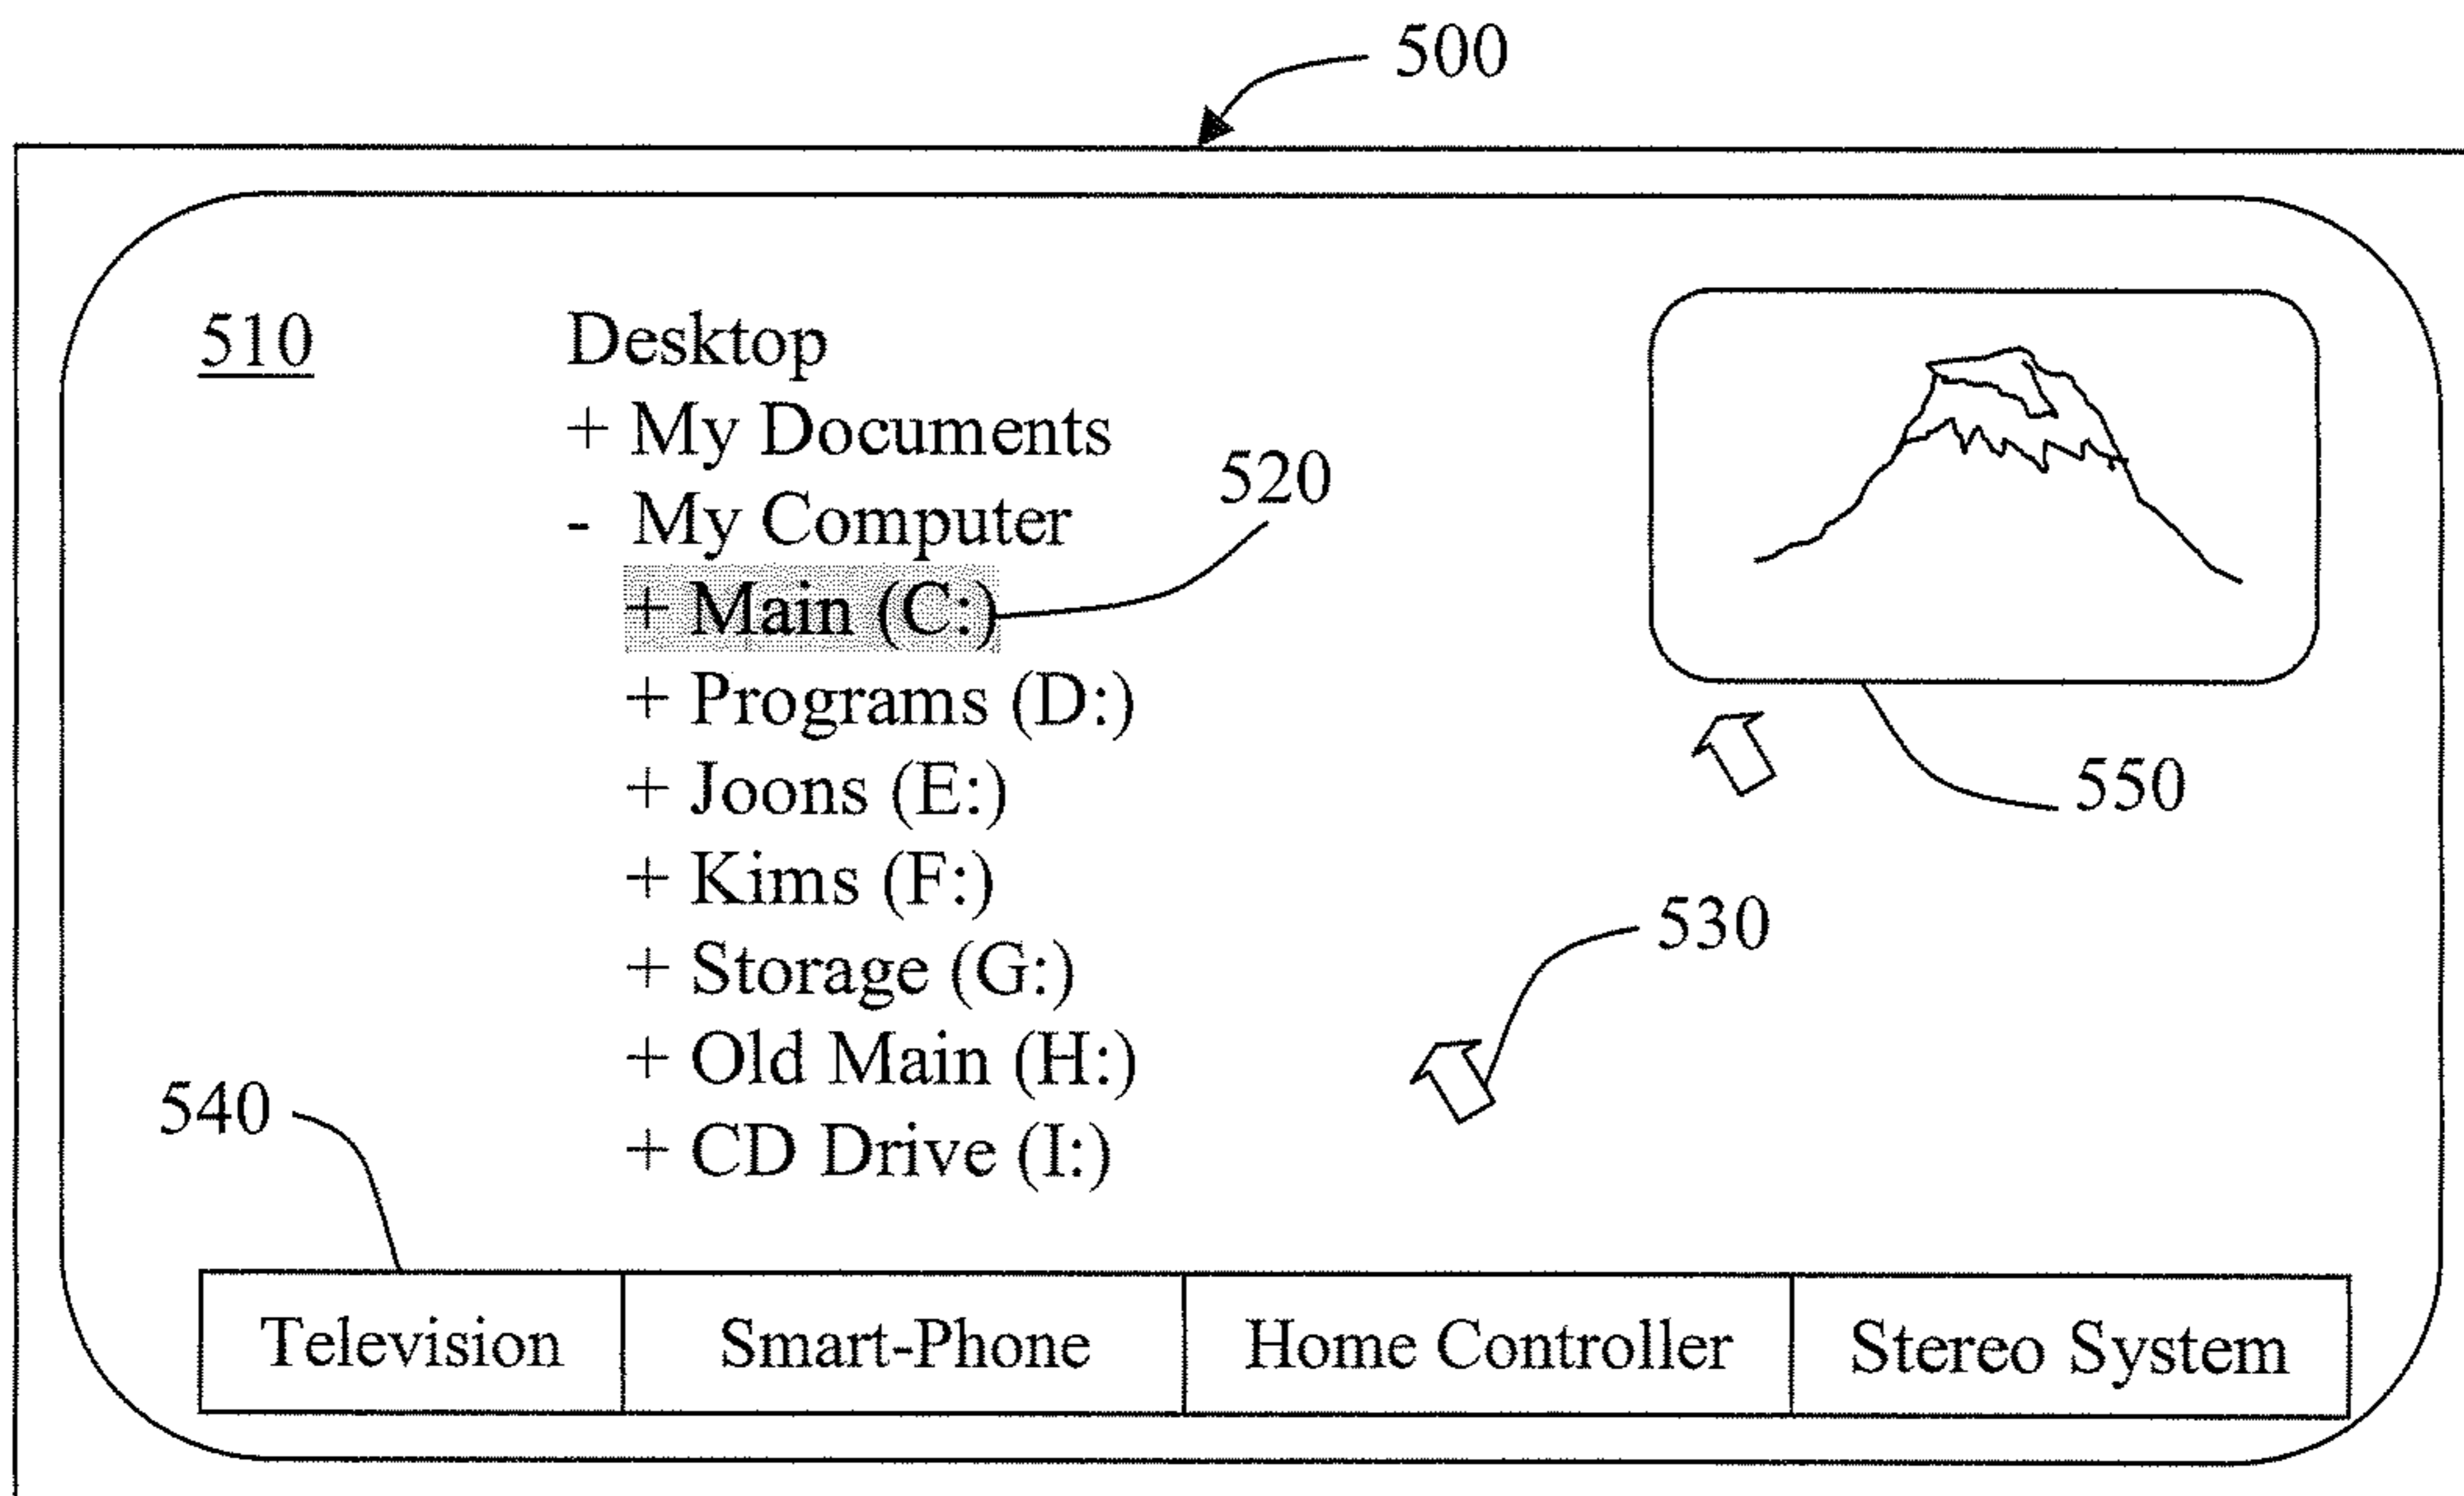 500
510
Desktop
+ My Documents
520
- My Computer
+ Main (C:)
+ Programs (D:)
550
+ Joons (E:)
+ Kims (F:)
530
+ Storage (G:)
+ Old Main (H:)
540
+ CD Drive (I:)
Television Smart-Phone Home Controller Stereo System